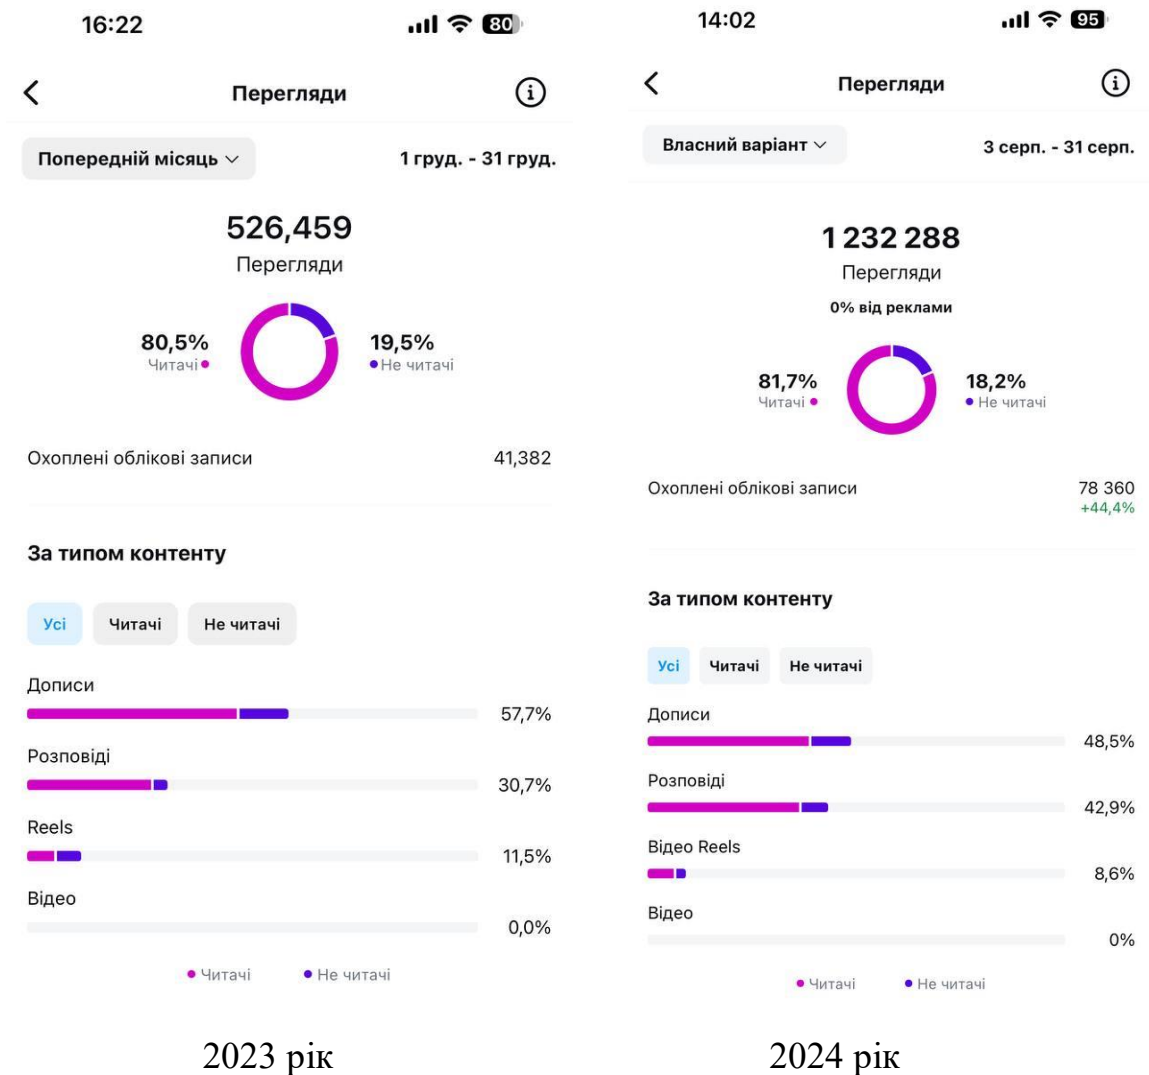 16:22
80
Перегляди
Попередній місяць
1 груд. - 31 груд.
526,459
Перегляди
80,5%
19,5%
Читачі
Не читачі
Охоплені облікові записи
41,382
За типом контенту
Усі
Читачі
Не читачі
Дописи
57,7%
Розповіді
30,7%
Reels
11,5%
Відео
0,0%
Читачі
Не читачі
2023 рік
14:02
95
Перегляди
Власний варіант
3 серп. - 31 серп.
1 232 288
Перегляди
0% від реклами
81,7%
18,2%
Читачі
Не читачі
Охоплені облікові записи
78 360
+44,4%
За типом контенту
Усі
Читачі
Не читачі
Дописи
48,5%
Розповіді
42,9%
Відео Reels
8,6%
Відео
0%
Читачі
Не читачі
2024 рік